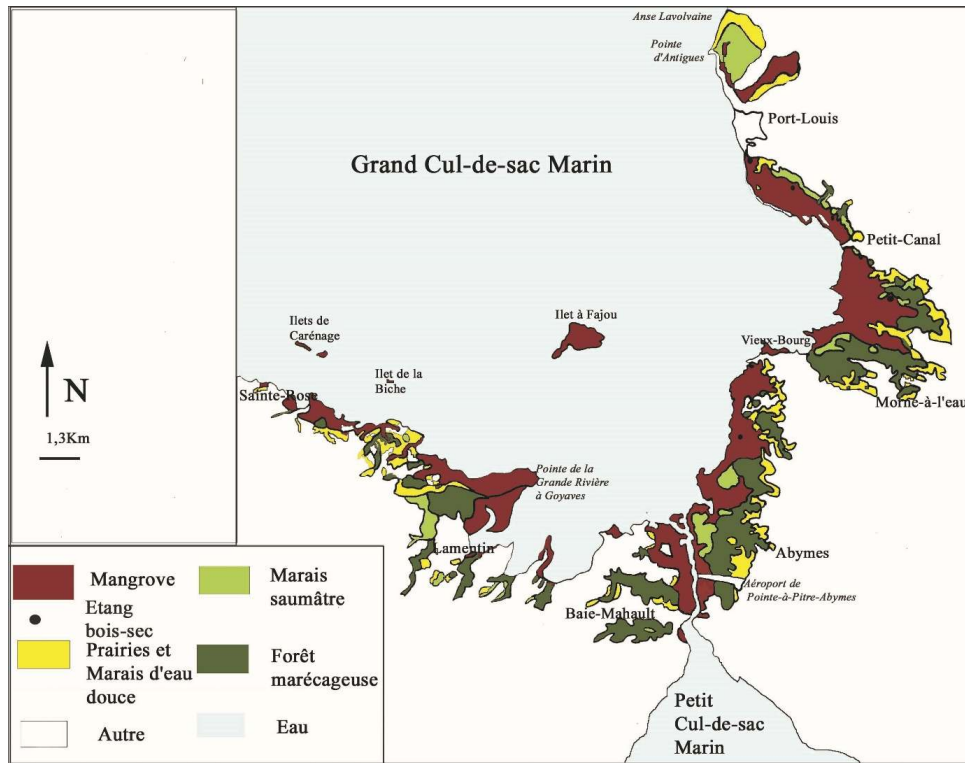 Anse Lavolvaine
Pointe
d'Antigues
Port-Louis
Grand Cul-de-sac Marin
Petit-Canal
Ilets de
Carénage
Ilet à Fajou
Vieux-Bourg
Ilet de la
Biche
Sainte-Rose
Morne-à-l'eau
N
1,3Km
Pointe de la
Grande Rivière
à Goyaves
Lamentin
Abymes
Aéroport de
Pointe-à-Pitre-Abymes
Baie-Mahault
Petit
Cul-de-sac
Marin
Mangrove
Marais
saumâtre
Etang
bois-sec
Prairies et
Marais d'eau
douce
Forêt
marécageuse
Autre
Eau